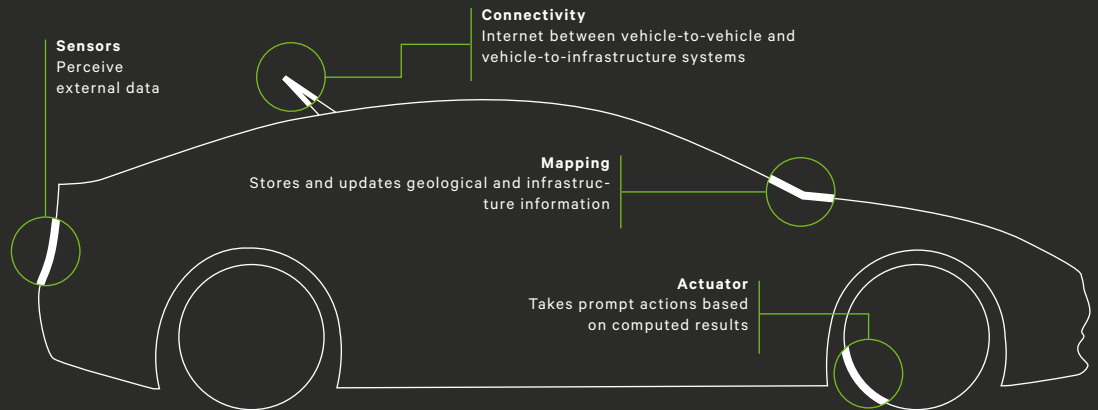 Sensors
Perceive
external data
Connectivity
Internet between vehicle-to-vehicle and
vehicle-to-infrastructure systems
Mapping
Stores and updates geological and infrastruc-
ture information
Actuator
Takes prompt actions based
on computed results